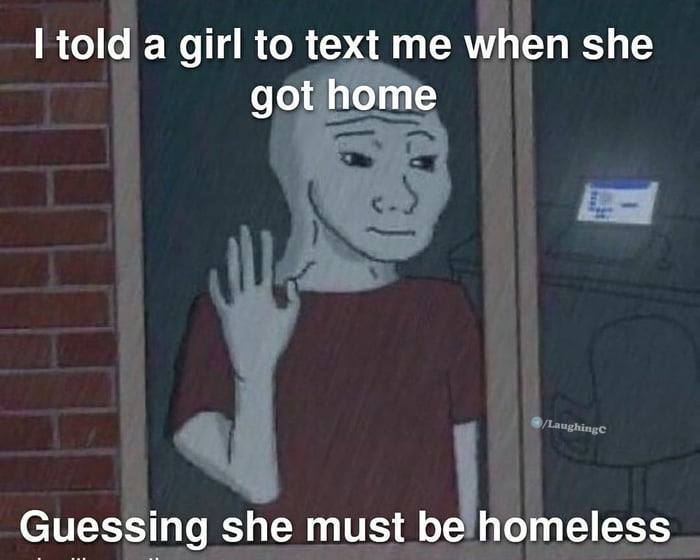 I told a girl to text me when she
got home
/LaughingC
Guessing she must be homeless